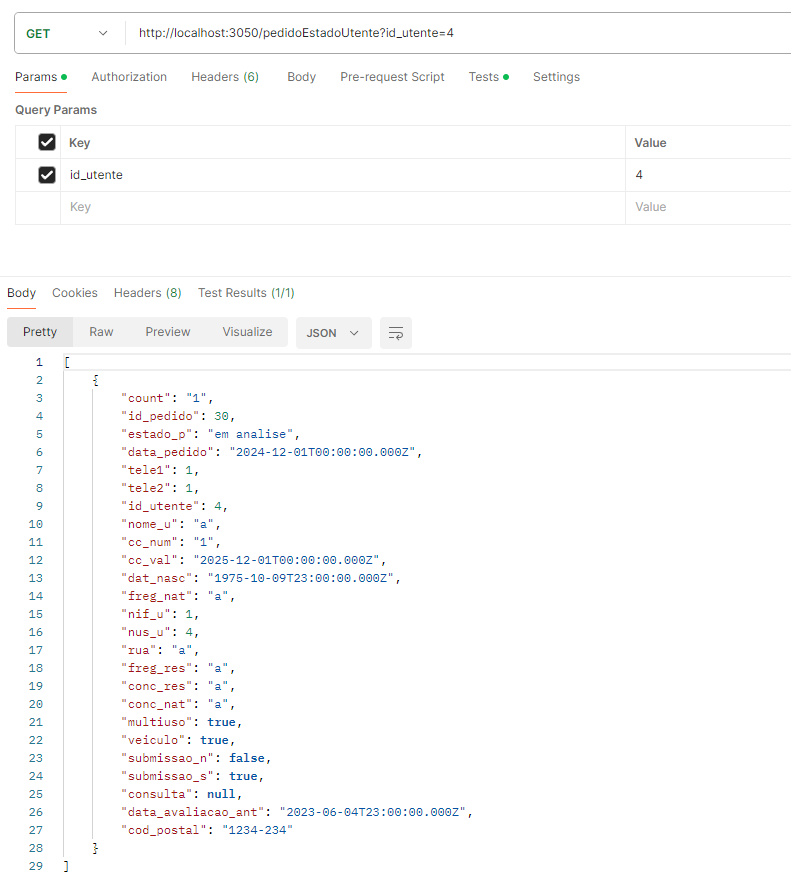 GET http://localhost:3050/pedidoEstadoUtente?id_utente=4
Params Authorization Headers (6) Body Pre-request Script Tests Settings
Query Params
Key Value
id_utente 4
Key Value
Body Cookies Headers (8) Test Results (1/1)
Pretty Raw Preview Visualize JSON
1 [
2 {
3 "count": "1",
4 "id_pedido": 30,
5 "estado_p": "em analise",
6 "data_pedido": "2024-12-01T00:00:00.000Z",
7 "tele1": 1,
8 "tele2": 1,
9 "id_utente": 4,
10 "nome_u": "a",
11 "cc_num": "1",
12 "cc_val": "2025-12-01T00:00:00.000Z",
13 "dat_nasc": "1975-10-09T23:00:00.000Z",
14 "freg_nat": "a",
15 "nif_u": 1,
16 "nus_u": 4,
17 "rua": "a",
18 "freg_res": "a",
19 "conc_res": "a",
20 "conc_nat": "a",
21 "multiuso": true,
22 "veiculo": true,
23 "submissao_n": false,
24 "submissao_s": true,
25 "consulta": null,
26 "data_avaliacao_ant": "2023-06-04T23:00:00.000Z",
27 "cod_postal": "1234-234"
28 }
29 ]